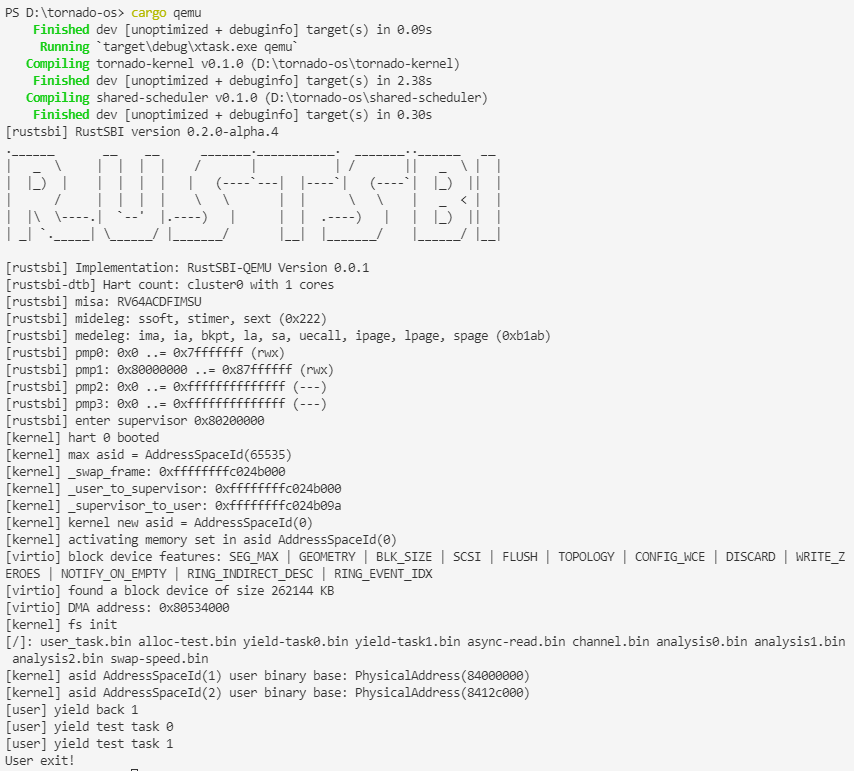 PS D:\tornado-os> cargo qemu
    Finished dev [unoptimized + debuginfo] target(s) in 0.09s
     Running `target\debug\xtask.exe qemu`
   Compiling tornado-kernel v0.1.0 (D:\tornado-os\tornado-kernel)
    Finished dev [unoptimized + debuginfo] target(s) in 2.38s
   Compiling shared-scheduler v0.1.0 (D:\tornado-os\shared-scheduler)
    Finished dev [unoptimized + debuginfo] target(s) in 0.30s
[rustsbi] RustSBI version 0.2.0-alpha.4
.______       __    __      _______.___________.  _______..______   __
|   _  \     |  |  |  |    /       |           | /       ||   _  \ |  |
|  |_)  |    |  |  |  |   |   (----`---|  |----`|   (----`|  |_)  ||  |
|      /     |  |  |  |    \   \       |  |      \   \    |   _  < |  |
|  |\  \----.|  `--'  |.----)   |      |  |  .----)   |   |  |_)  ||  |
| _| `._____| \______/ |_______/       |__|  |_______/    |______/ |__|
[rustsbi] Implementation: RustSBI-QEMU Version 0.0.1
[rustsbi-dtb] Hart count: cluster0 with 1 cores
[rustsbi] misa: RV64ACDFIMSU
[rustsbi] mideleg: ssoft, stimer, sext (0x222)
[rustsbi] medeleg: ima, ia, bkpt, la, sa, uecall, ipage, lpage, spage (0xb1ab)
[rustsbi] pmp0: 0x0 ..= 0x7fffffff (rwx)
[rustsbi] pmp1: 0x80000000 ..= 0x87ffffff (rwx)
[rustsbi] pmp2: 0x0 ..= 0xffffffffffffff (---)
[rustsbi] pmp3: 0x0 ..= 0xffffffffffffff (---)
[rustsbi] enter supervisor 0x80200000
[kernel] hart 0 booted
[kernel] max asid = AddressSpaceId(65535)
[kernel] _swap_frame: 0xffffffffc024b000
[kernel] _user_to_supervisor: 0xffffffffc024b000
[kernel] _supervisor_to_user: 0xffffffffc024b09a
[kernel] kernel new asid = AddressSpaceId(0)
[kernel] activating memory set in asid AddressSpaceId(0)
[virtio] block device features: SEG_MAX | GEOMETRY | BLK_SIZE | SCSI | FLUSH | TOPOLOGY | CONFIG_WCE | DISCARD | WRITE_Z
EROES | NOTIFY_ON_EMPTY | RING_INDIRECT_DESC | RING_EVENT_IDX
[virtio] found a block device of size 262144 KB
[virtio] DMA address: 0x80534000
[kernel] fs init
[/]: user_task.bin alloc-test.bin yield-task0.bin yield-task1.bin async-read.bin channel.bin analysis0.bin analysis1.bin
 analysis2.bin swap-speed.bin
[kernel] asid AddressSpaceId(1) user binary base: PhysicalAddress(84000000)
[kernel] asid AddressSpaceId(2) user binary base: PhysicalAddress(8412c000)
[user] yield back 1
[user] yield test task 0
[user] yield test task 1
User exit!